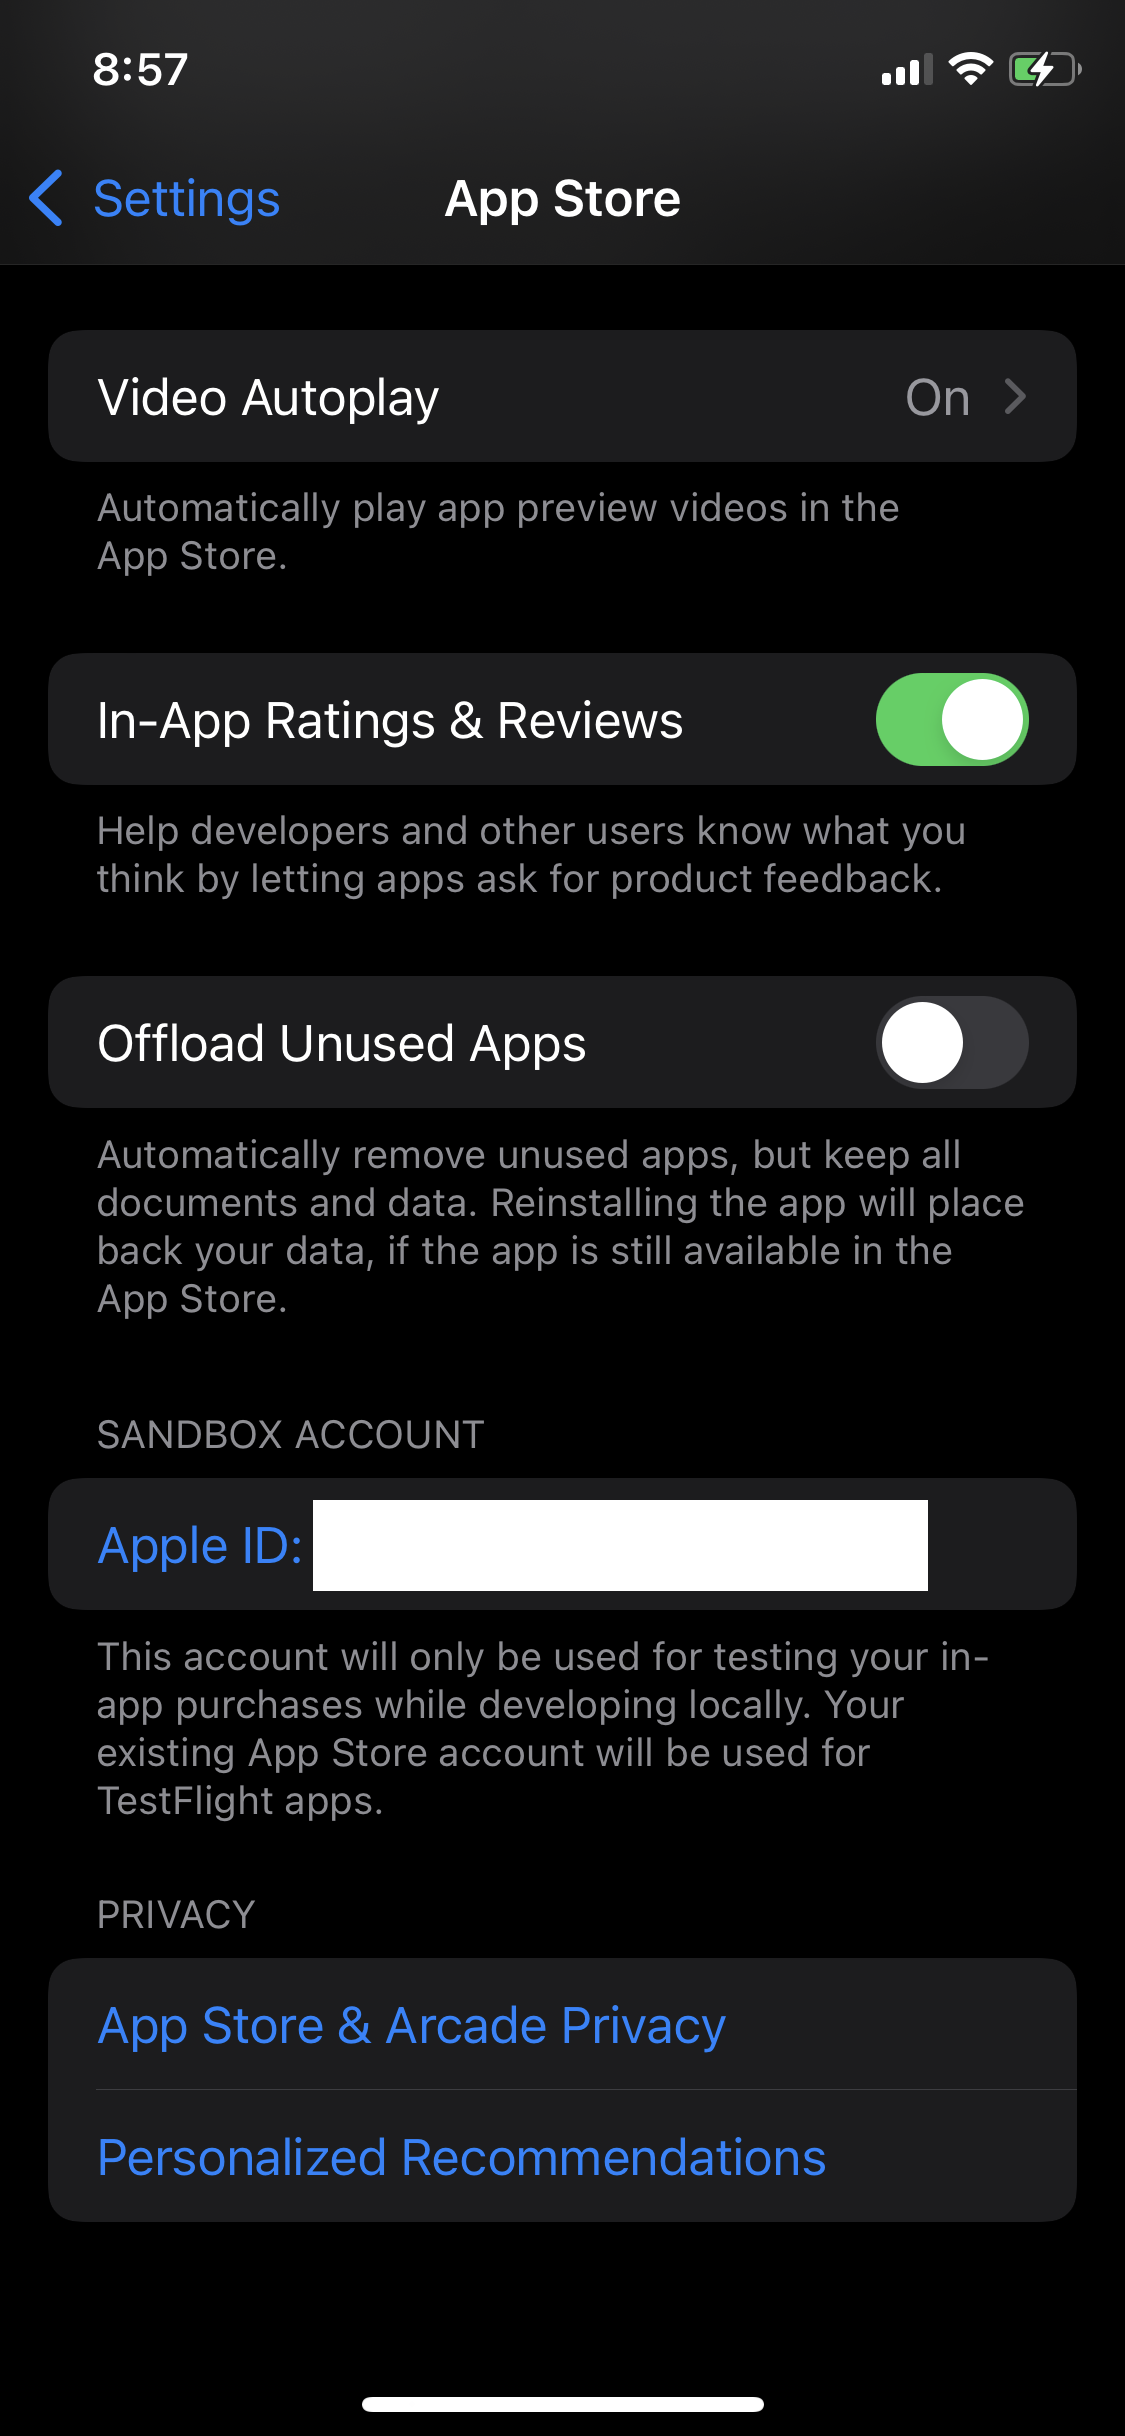 8:57
Settings
App Store
Video Autoplay
On
Automatically play app preview videos in the
App Store.
In-App Ratings & Reviews
Help developers and other users know what you
think by letting apps ask for product feedback.
Offload Unused Apps
Automatically remove unused apps, but keep all
documents and data. Reinstalling the app will place
back your data, if the app is still available in the
App Store.
SANDBOX ACCOUNT
Apple ID:
This account will only be used for testing your in-
app purchases while developing locally. Your
existing App Store account will be used for
TestFlight apps.
PRIVACY
App Store & Arcade Privacy
Personalized Recommendations